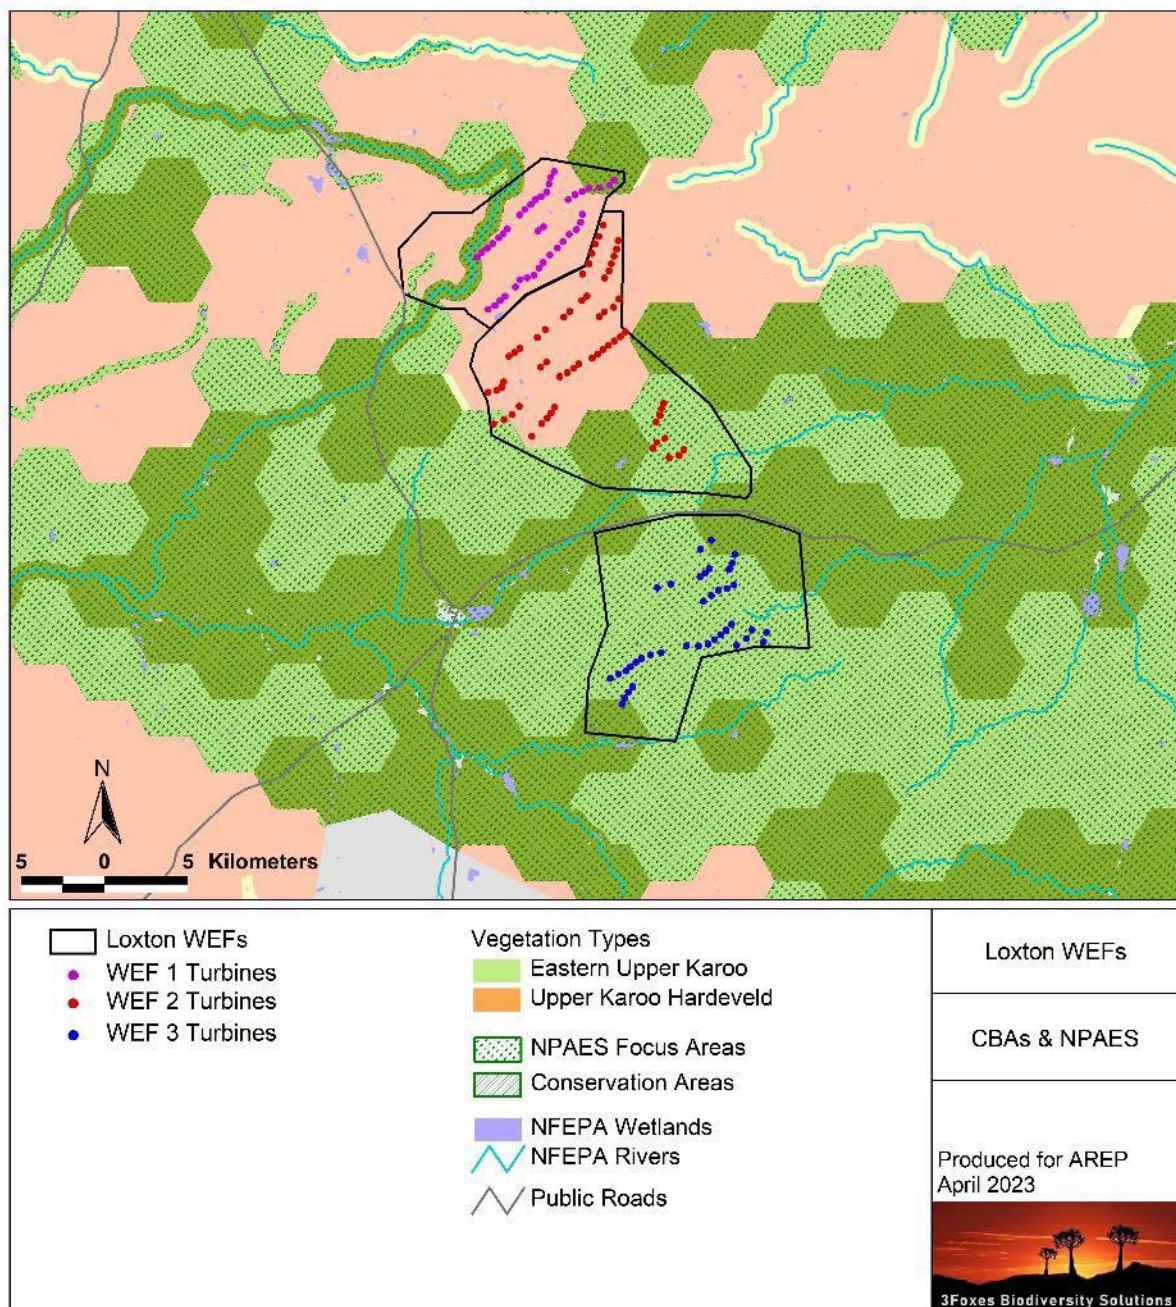 N
5 0 5 Kilometers
Loxton WEFs
WEF 1 Turbines
WEF 2 Turbines
WEF 3 Turbines
Vegetation Types
Eastern Upper Karoo
Upper Karoo Hardeveld
NPAES Focus Areas
Conservation Areas
NFEPA Wetlands
NFEPA Rivers
Public Roads
Loxton WEFs
CBAs & NPAES
Produced for AREP
April 2023
3Foxes Biodiversity Solutions